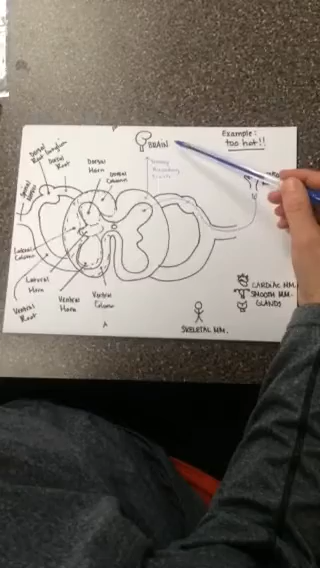 Example:
too hot!!
BRAIN
Dorsal
Root Ganglion
Dorsal
Root
Dorsal
Horn
Dorsal
Column
Lateral
Column
Lateral
Horn
Ventral
Root
Ventral
Horn
Ventral
Column
CARDIAC MM.
SMOOTH MM.
GLANDS
SKELETAL MM.